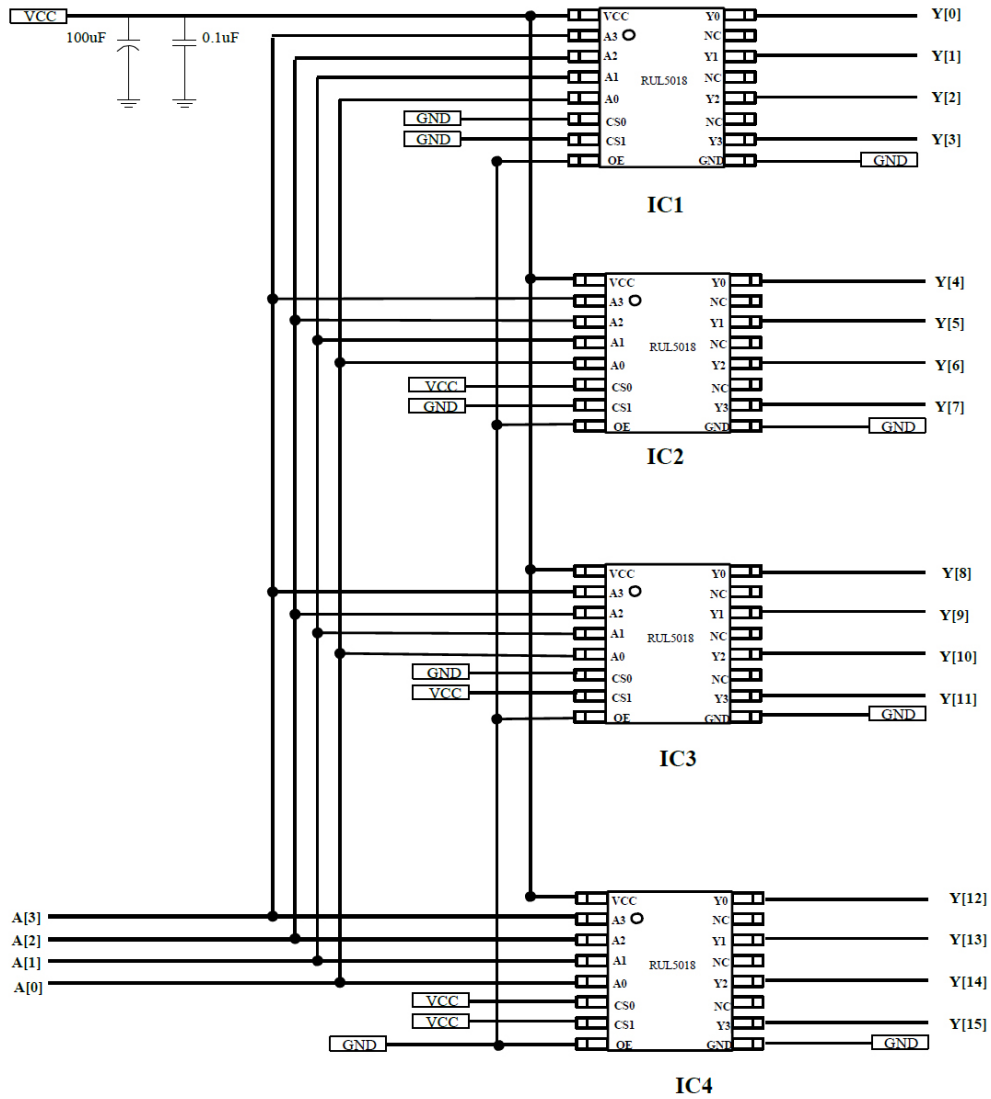 VCC
100uF
0.1uF
VCC Y0 Y[0]
A3 NC
A2 Y1 Y[1]
A1 RUL5018 NC
A0 Y2 Y[2]
GND CS0 NC
GND CS1 Y3 Y[3]
OE GND GND
IC1
VCC Y0 Y[4]
A3 NC
A2 Y1 Y[5]
A1 RUL5018 NC
A0 Y2 Y[6]
VCC CS0 NC
GND CS1 Y3 Y[7]
OE GND GND
IC2
VCC Y0 Y[8]
A3 NC
A2 Y1 Y[9]
A1 RUL5018 NC
A0 Y2 Y[10]
GND CS0 NC
VCC CS1 Y3 Y[11]
OE GND GND
IC3
VCC Y0 Y[12]
A[3] A3 NC
A[2] A2 Y1 Y[13]
A[1] A1 RUL5018 NC
A[0] A0 Y2 Y[14]
VCC CS0 NC
VCC CS1 Y3 Y[15]
GND OE GND GND
IC4